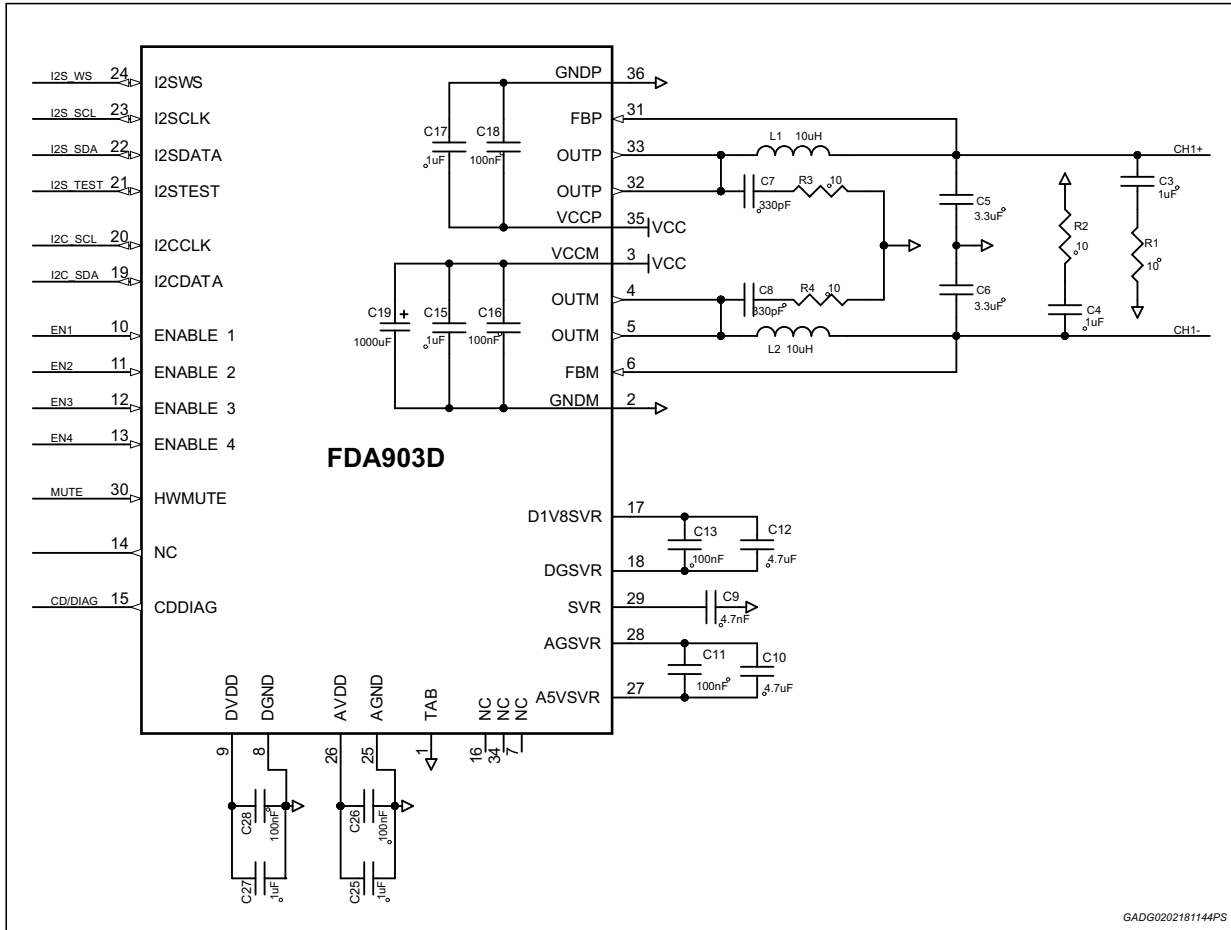 I2S_WS 24 I2SWS
I2S_SCL 23 I2SCLK
I2S_SDA 22 I2SDATA
I2S_TEST 21 I2STEST
I2C_SCL 20 I2CCLK
I2C_SDA 19 I2CDATA
EN1 10 ENABLE 1
EN2 11 ENABLE 2
EN3 12 ENABLE 3
EN4 13 ENABLE 4
MUTE 30 HWMUTE
14 NC
CD/DIAG 15 CDDIAG
FDA903D
GNDP 36
FBP 31
OUTP 33
OUTP 32
VCCP 35 VCC
VCCM 3 VCC
OUTM 4
OUTM 5
FBM 6
GNDM 2
C17 1uF
C18 100nF
C19 + 1000uF
C15 1uF
C16 100nF
L1 10uH
C7 330pF
R3 10
C8 330pF
R4 10
L2 10uH
C5 3.3uF
C6 3.3uF
R2 10
C4 1uF
C3 1uF
R1 10
CH1+
CH1-
D1V8SVR 17
DGSVR 18
SVR 29
AGSVR 28
A5VSVR 27
C13 100nF
C12 4.7uF
C9 4.7nF
C11 100nF
C10 4.7uF
DVDD 9
DGND 8
AVDD 26
AGND 25
TAB 1
NC 16
NC 34
NC 7
C28 100nF
C27 1uF
C26 100nF
C25 1uF
GADG0202181144PS